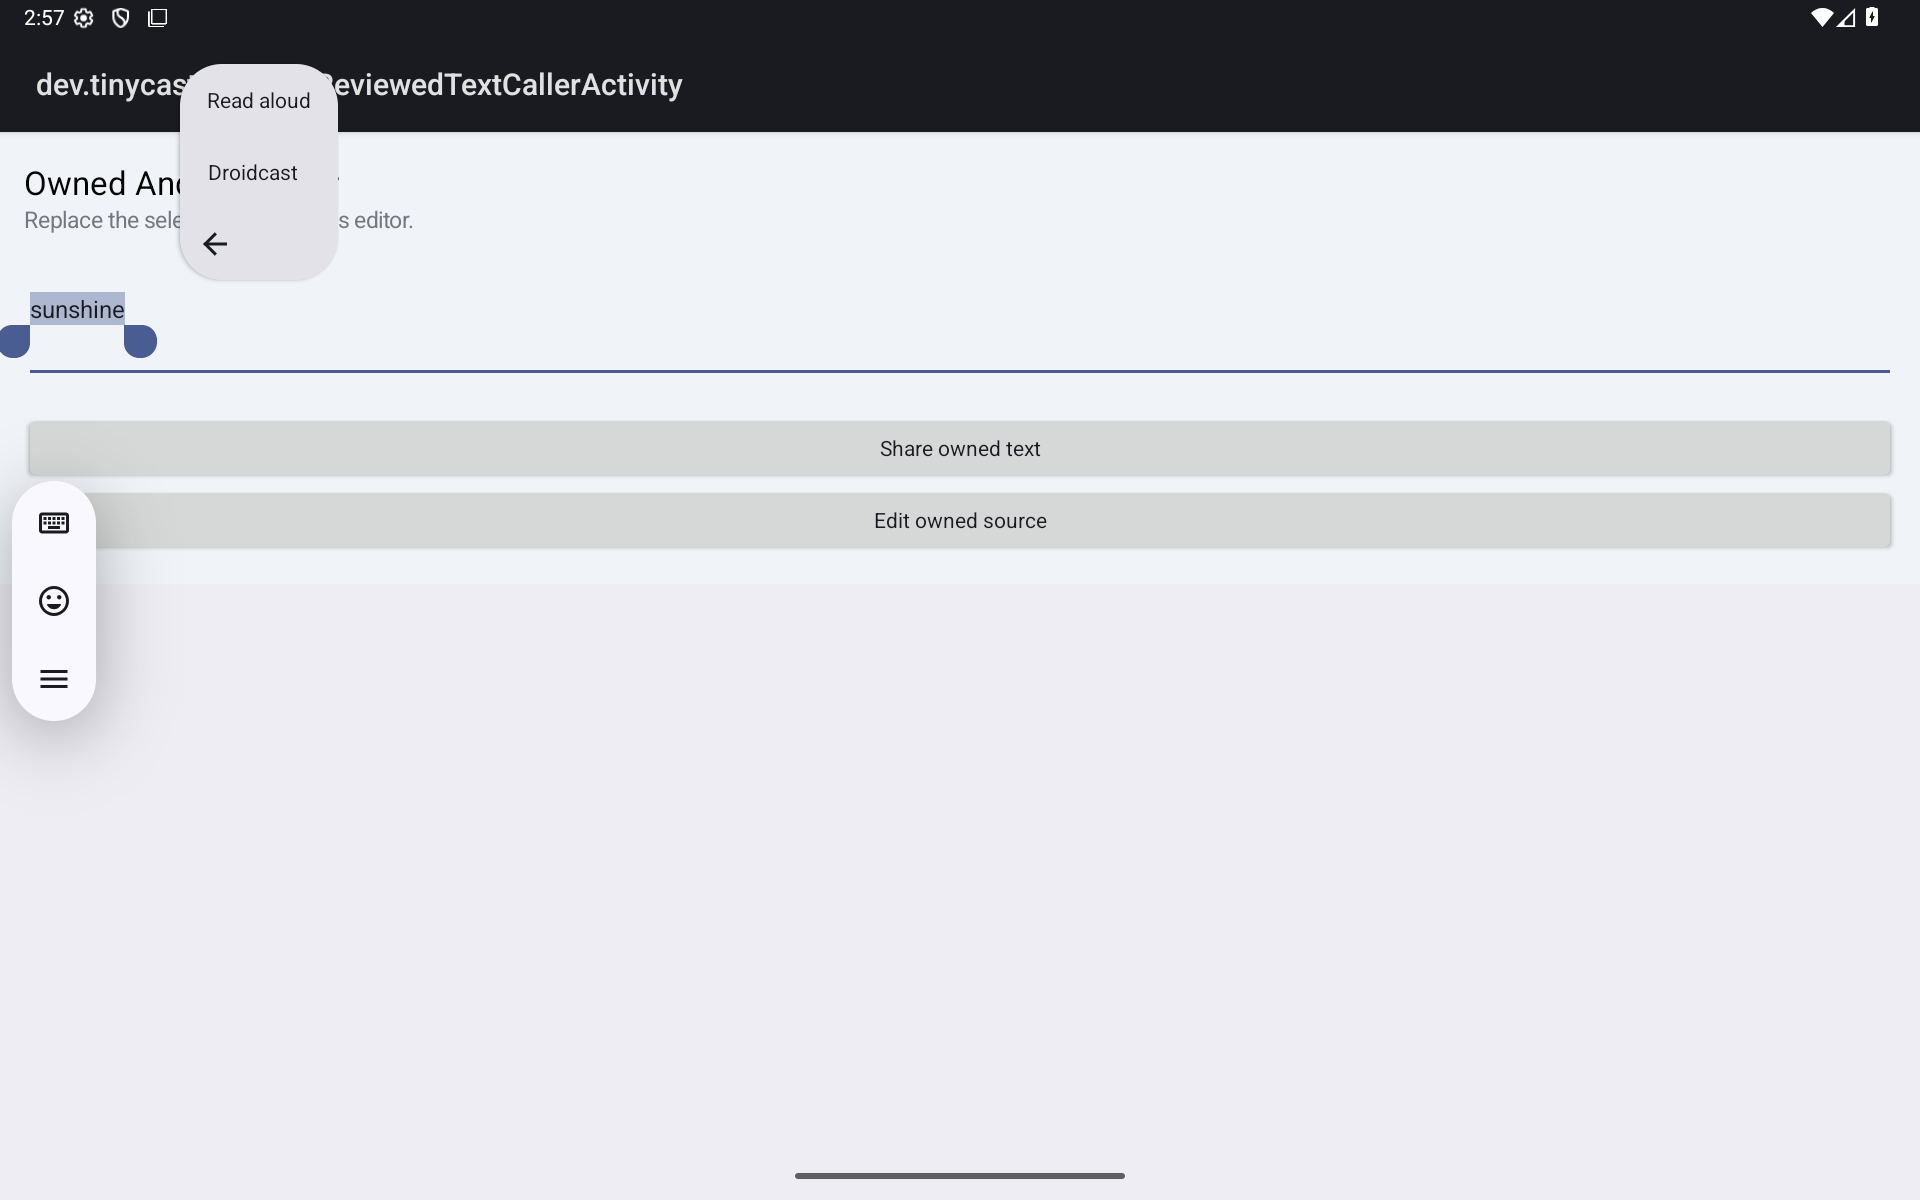 2:57
dev.tinycas eviewedTextCallerActivity
Read aloud
Droidcast
Owned An
Replace the sele s editor.
sunshine
Share owned text
Edit owned source